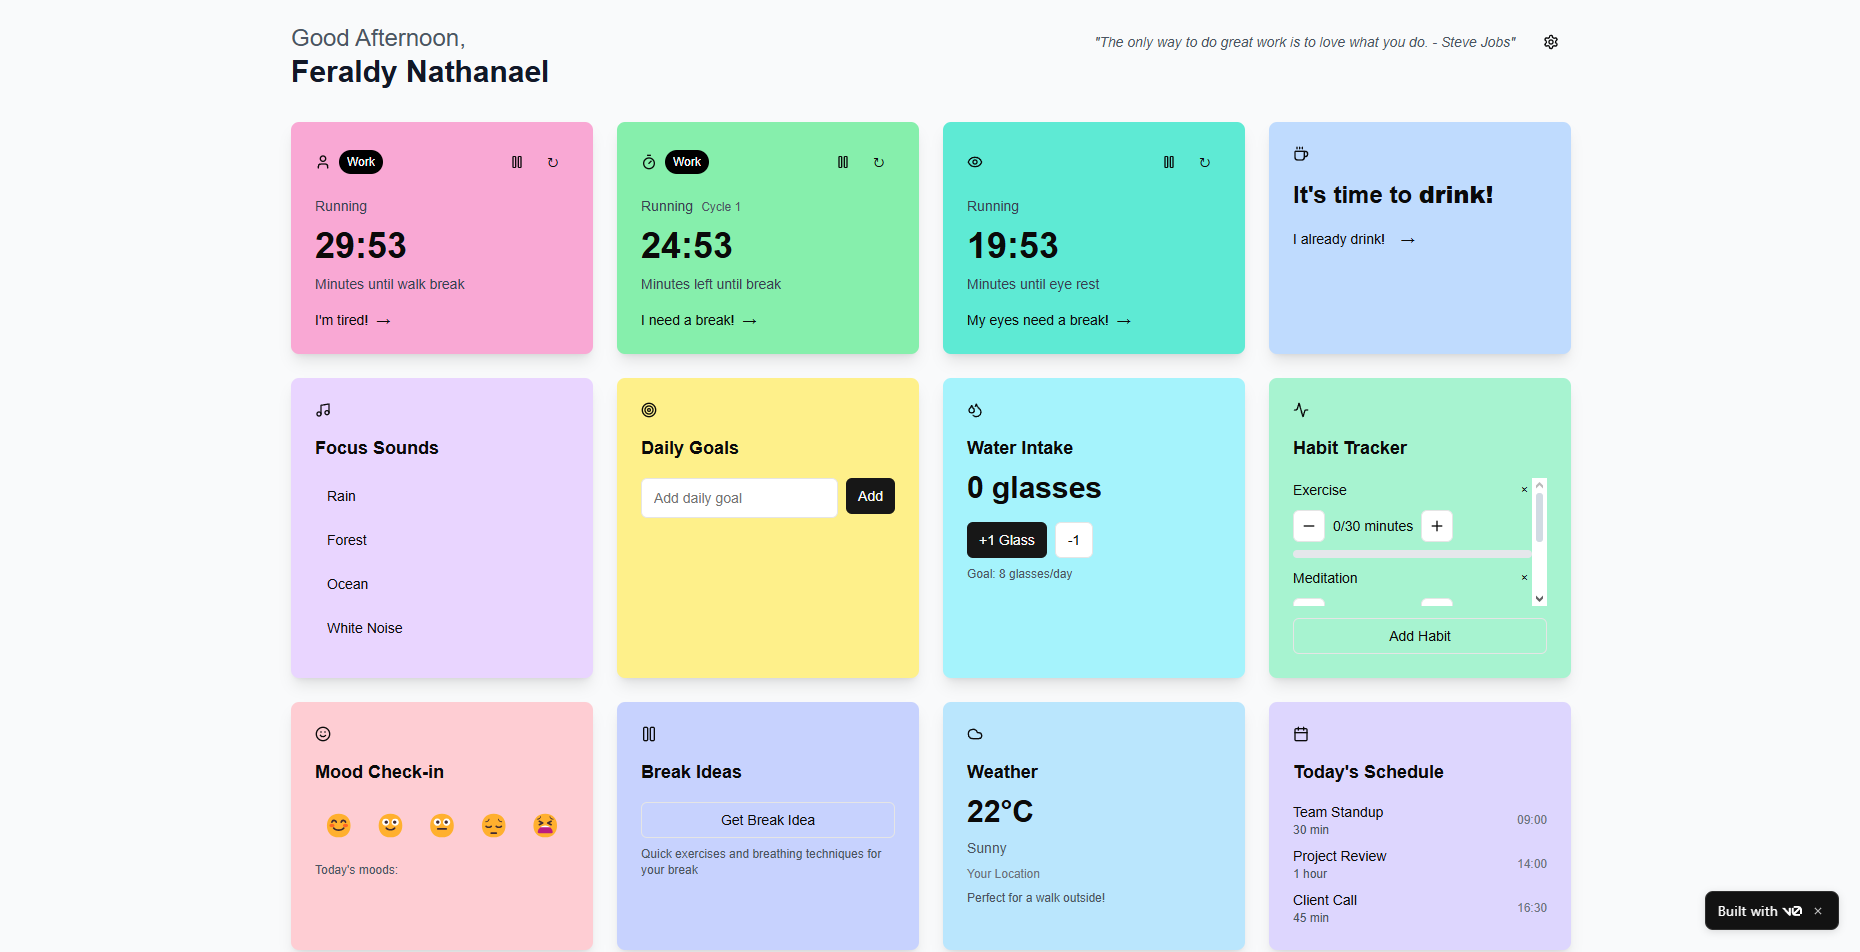 Good Afternoon,
Feraldy Nathanael
"The only way to do great work is to love what you do. - Steve Jobs"
Work
Running
29:53
Minutes until walk break
I'm tired! →
Work
Running Cycle 1
24:53
Minutes left until break
I need a break! →
Running
19:53
Minutes until eye rest
My eyes need a break! →
It's time to drink!
I already drink! →
Focus Sounds
Rain
Forest
Ocean
White Noise
Daily Goals
Add daily goal
Add
Water Intake
0 glasses
+1 Glass
-1
Goal: 8 glasses/day
Habit Tracker
Exercise
0/30 minutes
Meditation
Add Habit
Mood Check-in
Today's moods:
Break Ideas
Get Break Idea
Quick exercises and breathing techniques for
your break
Weather
22°C
Sunny
Your Location
Perfect for a walk outside!
Today's Schedule
Team Standup
30 min
09:00
Project Review
1 hour
14:00
Client Call
45 min
16:30
Built with v0